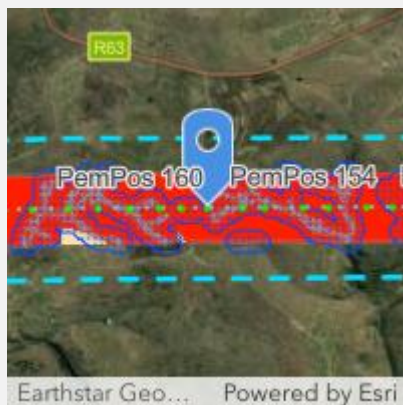 R63
PemPos 160
PemPos 154
Earthstar Geo...
Powered by Esri